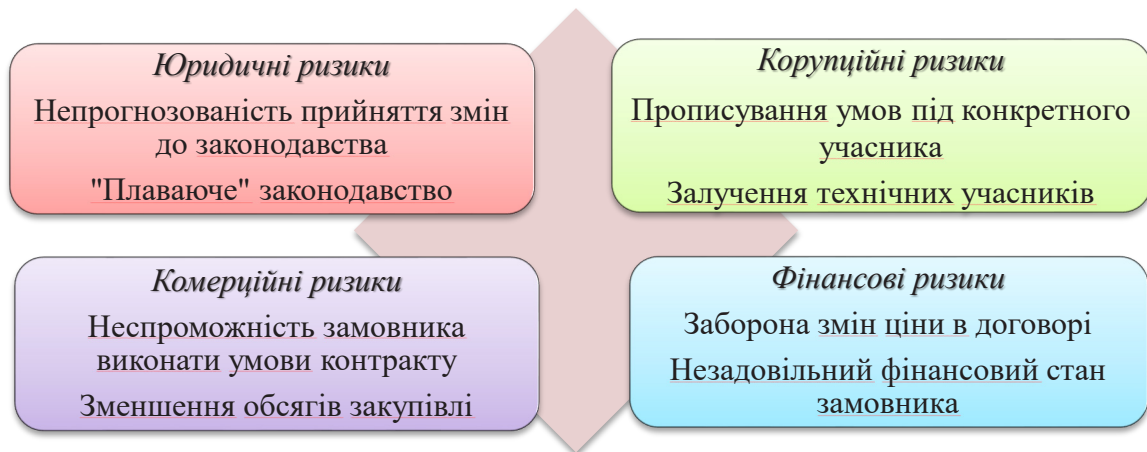 Юридичні ризики
Непрогнозованість прийняття змін
до законодавства
"Плаваюче" законодавство
Корупційні ризики
Прописування умов під конкретного
учасника
Залучення технічних учасників
Комерційні ризики
Неспроможність замовника
виконати умови контракту
Зменшення обсягів закупівлі
Фінансові ризики
Заборона змін ціни в договорі
Незадовільний фінансовий стан
замовника